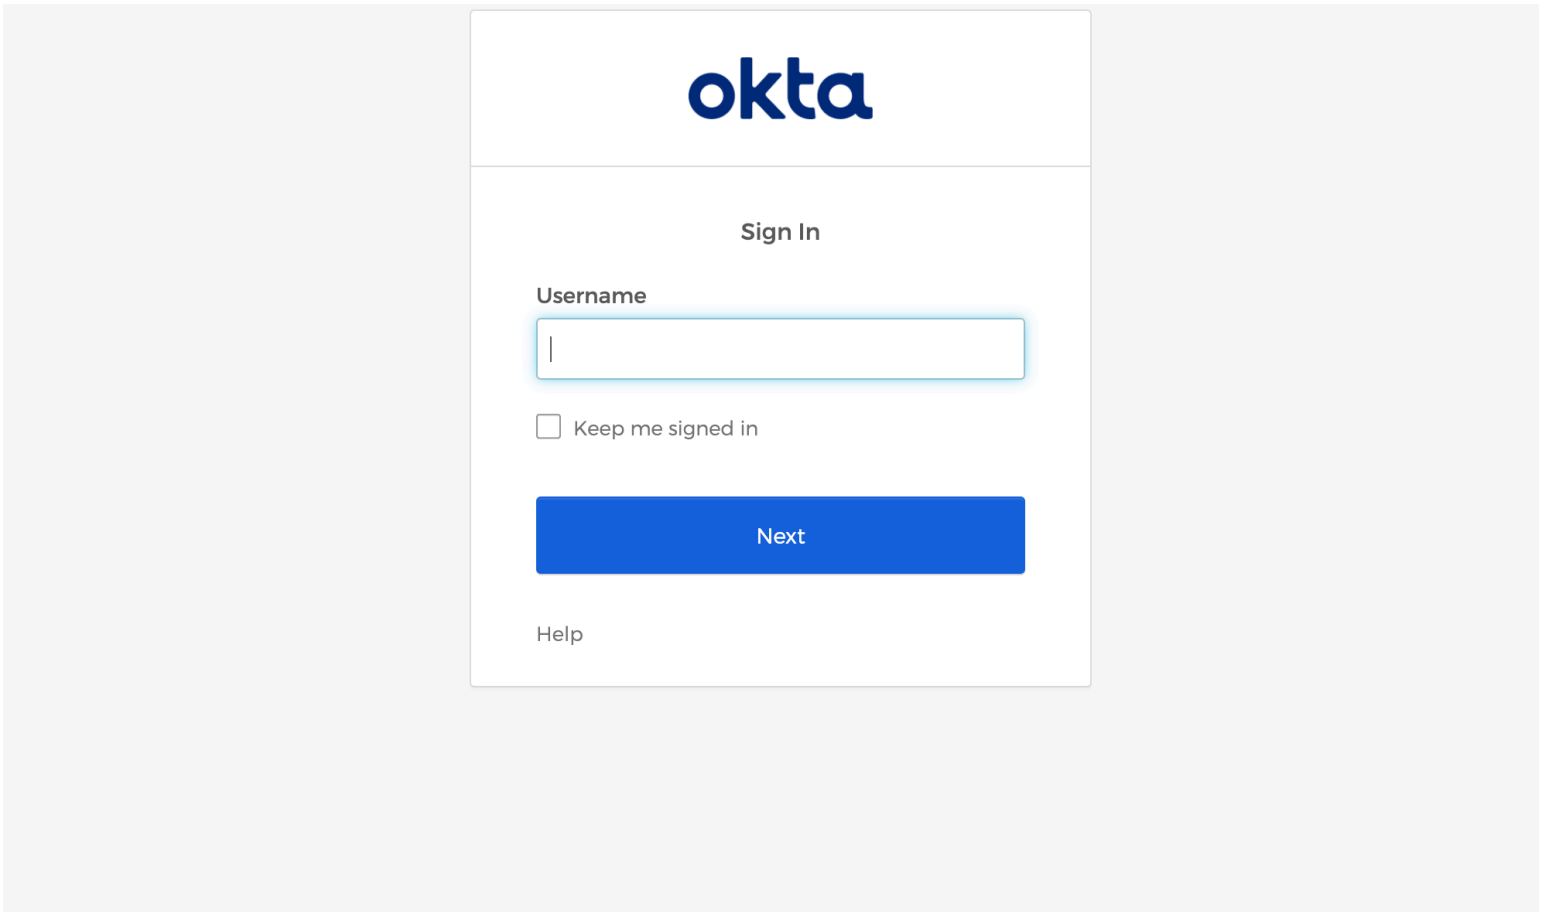 okta
Sign In
Username
Keep me signed in
Next
Help